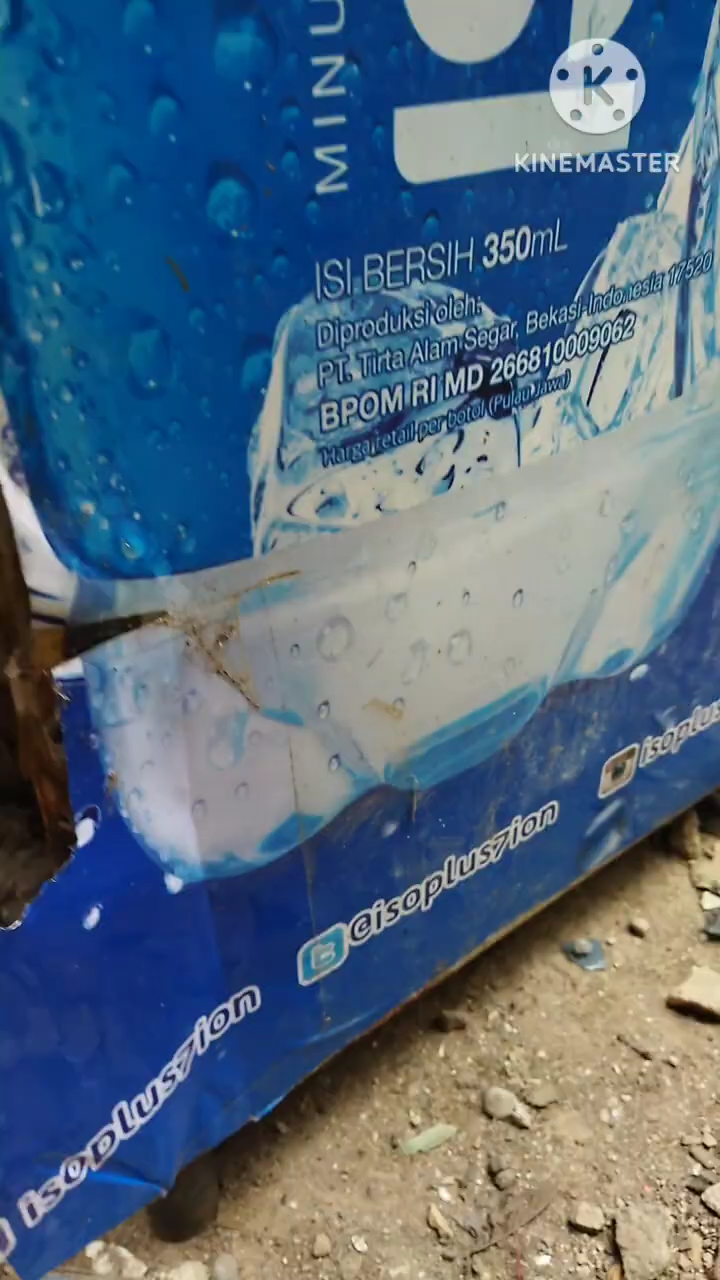 MINU
KINEMASTER
ISI BERSIH 350mL
Diproduksi oleh:
PT. Tirta Alam Segar, Bekasi-Indonesia 17520
BPOM RI MD 266810009062
*Harga retail per botol (Pulau Jawa)
isoplus
@isoplus7ion
isoplus7ion